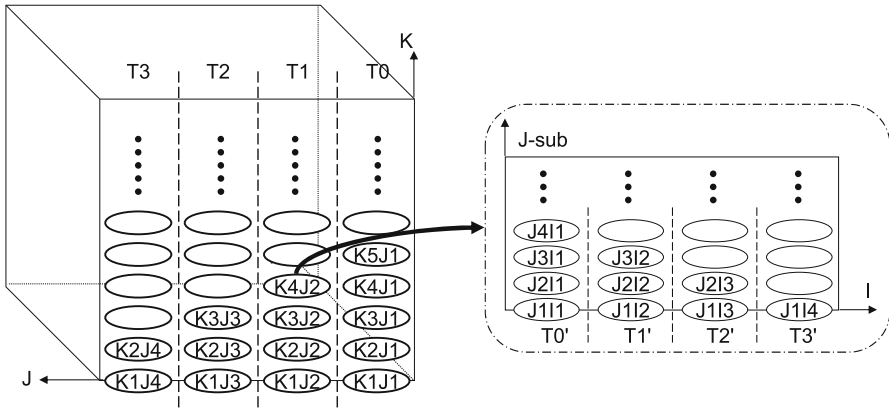 K
T3 T2 T1 T0
K5J1
K4J2 K4J1
K3J3 K3J2 K3J1
K2J4 K2J3 K2J2 K2J1
J K1J4 K1J3 K1J2 K1J1
J-sub
J4I1
J3I1 J3I2
J2I1 J2I2 J2I3
J1I1 J1I2 J1I3 J1I4 I
T0' T1' T2' T3'